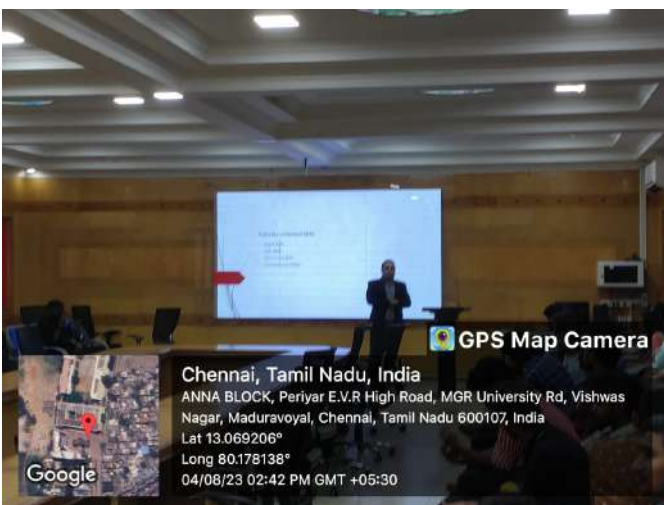 GPS Map Camera
Chennai, Tamil Nadu, India
ANNA BLOCK, Periyar E.V.R High Road, MGR University Rd, Vishwas
Nagar, Maduravoyal, Chennai, Tamil Nadu 600107, India
Lat 13.069206°
Long 80.178138°
04/08/23 02:42 PM GMT +05:30
Google